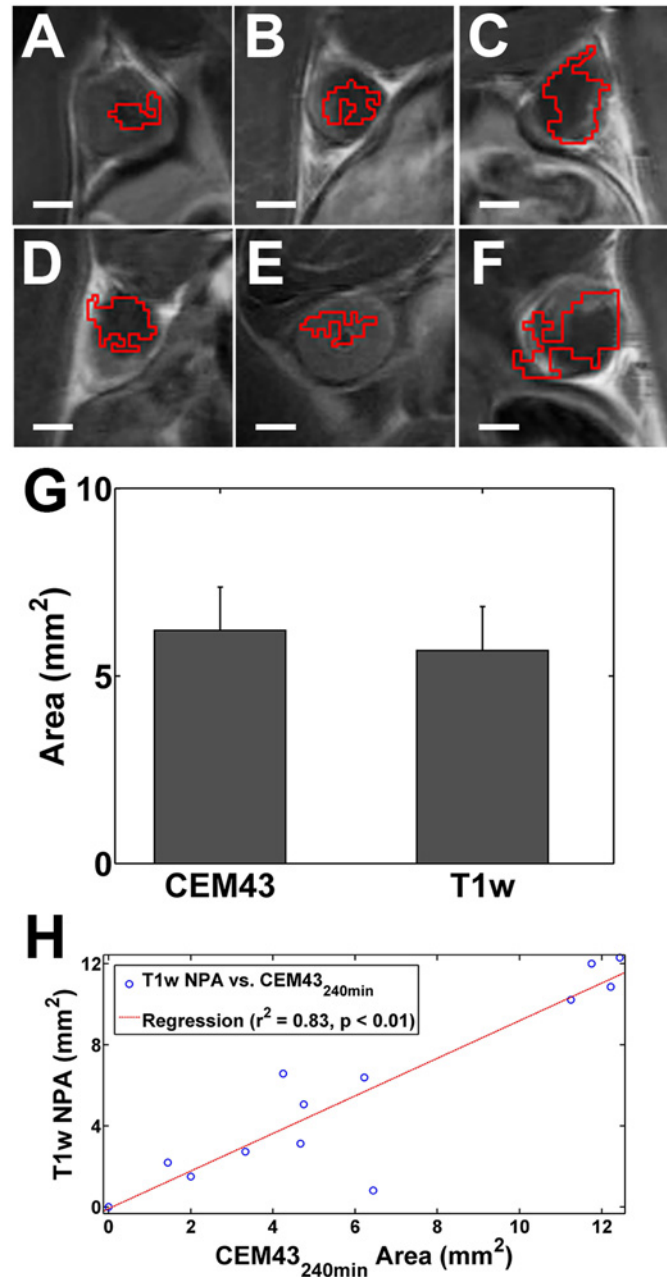 A
B
C
D
E
F
G
10
5
0
Area (mm²)
CEM43
T1w
H
T1w NPA vs. CEM43₂₄₀ₘᵢₙ
Regression (r² = 0.83, p < 0.01)
12
8
4
0
T1w NPA (mm²)
0 2 4 6 8 10 12
CEM43₂₄₀ₘᵢₙ Area (mm²)